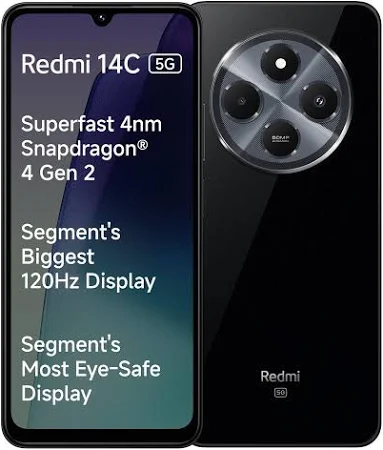 Redmi 14C 5G
Superfast 4nm
Snapdragon®
4 Gen 2
Segment's
Biggest
120Hz Display
Segment's
Most Eye-Safe
Display
50MP
Redmi
5G